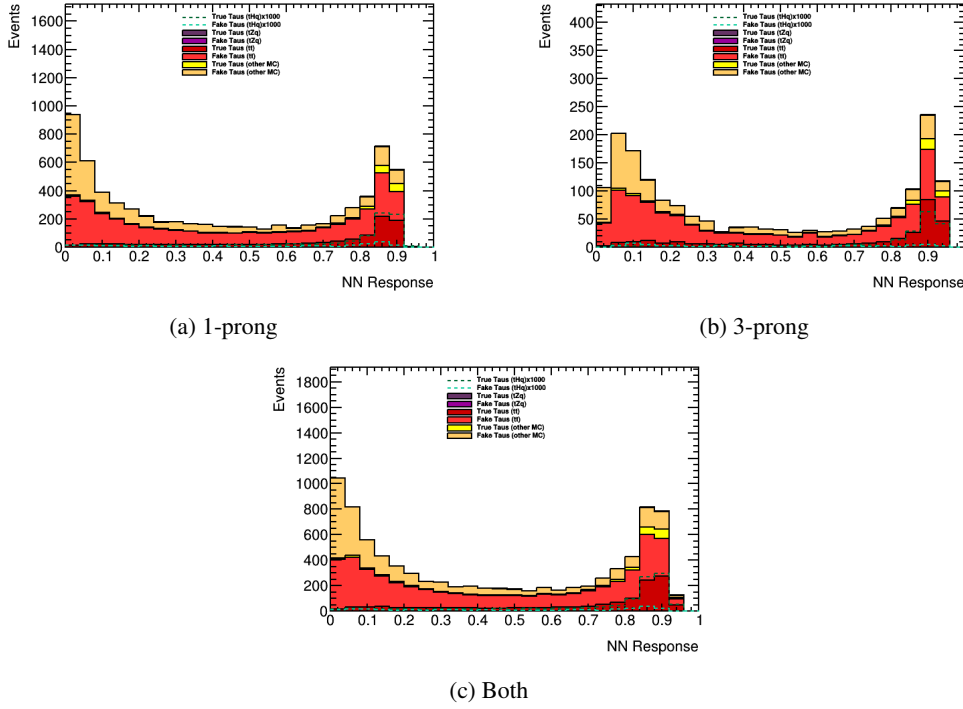 Events
1600
1400
1200
1000
800
600
400
200
0
True Taus (tHq)x1000
Fake Taus (tHq)x1000
True Taus (tZq)
Fake Taus (tZq)
True Taus (tt)
Fake Taus (tt)
True Taus (other MC)
Fake Taus (other MC)
0 0.1 0.2 0.3 0.4 0.5 0.6 0.7 0.8 0.9 1
NN Response
(a) 1-prong
Events
400
350
300
250
200
150
100
50
0
True Taus (tHq)x1000
Fake Taus (tHq)x1000
True Taus (tZq)
Fake Taus (tZq)
True Taus (tt)
Fake Taus (tt)
True Taus (other MC)
Fake Taus (other MC)
0 0.1 0.2 0.3 0.4 0.5 0.6 0.7 0.8 0.9
NN Response
(b) 3-prong
Events
1800
1600
1400
1200
1000
800
600
400
200
0
True Taus (tHq)x1000
Fake Taus (tHq)x1000
True Taus (tZq)
Fake Taus (tZq)
True Taus (tt)
Fake Taus (tt)
True Taus (other MC)
Fake Taus (other MC)
0 0.1 0.2 0.3 0.4 0.5 0.6 0.7 0.8 0.9 1
NN Response
(c) Both